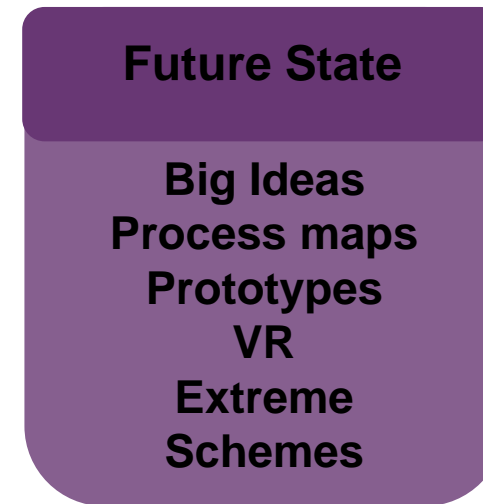 Future State
Big Ideas
Process maps
Prototypes
VR
Extreme
Schemes